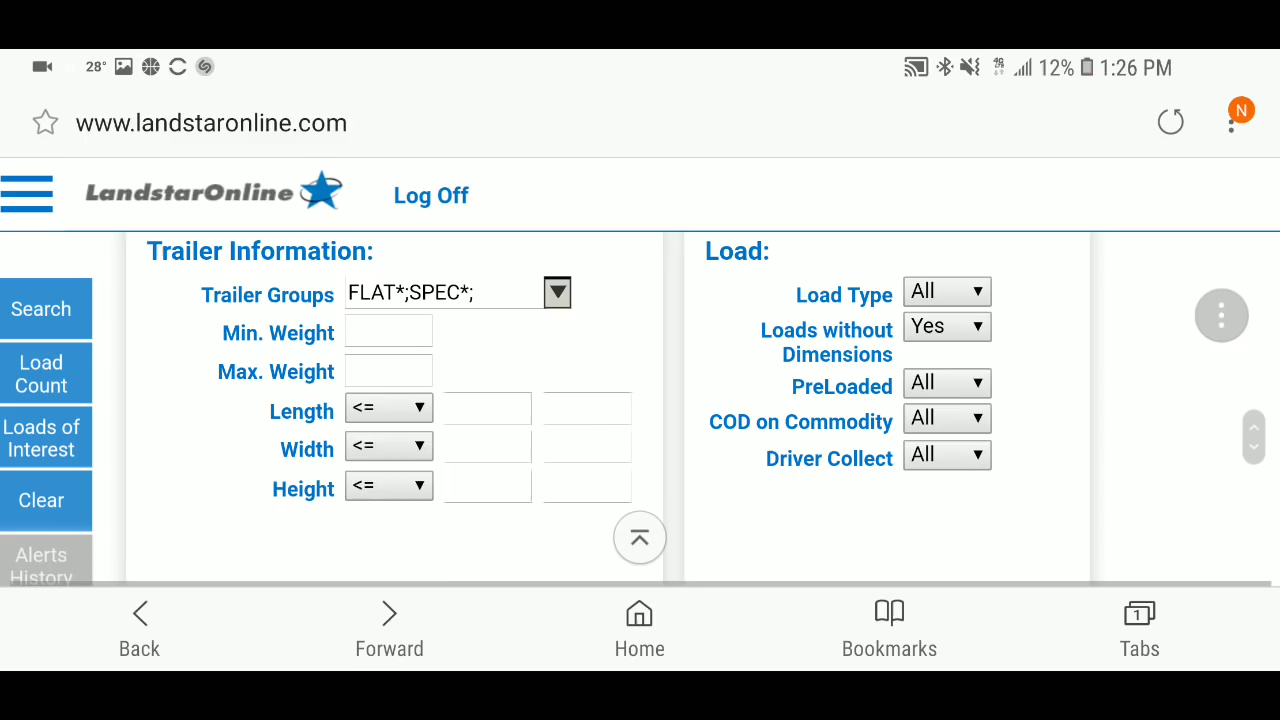 28° 12% 1:26 PM
www.landstaronline.com
N
LandstarOnline Log Off
Trailer Information:
Trailer Groups FLAT*;SPEC*;
Min. Weight
Max. Weight
Length <=
Width <=
Height <=
Load:
Load Type All
Loads without Yes
Dimensions
PreLoaded All
COD on Commodity All
Driver Collect All
Search
Load
Count
Loads of
Interest
Clear
Alerts
History
Back Forward Home Bookmarks 1 Tabs